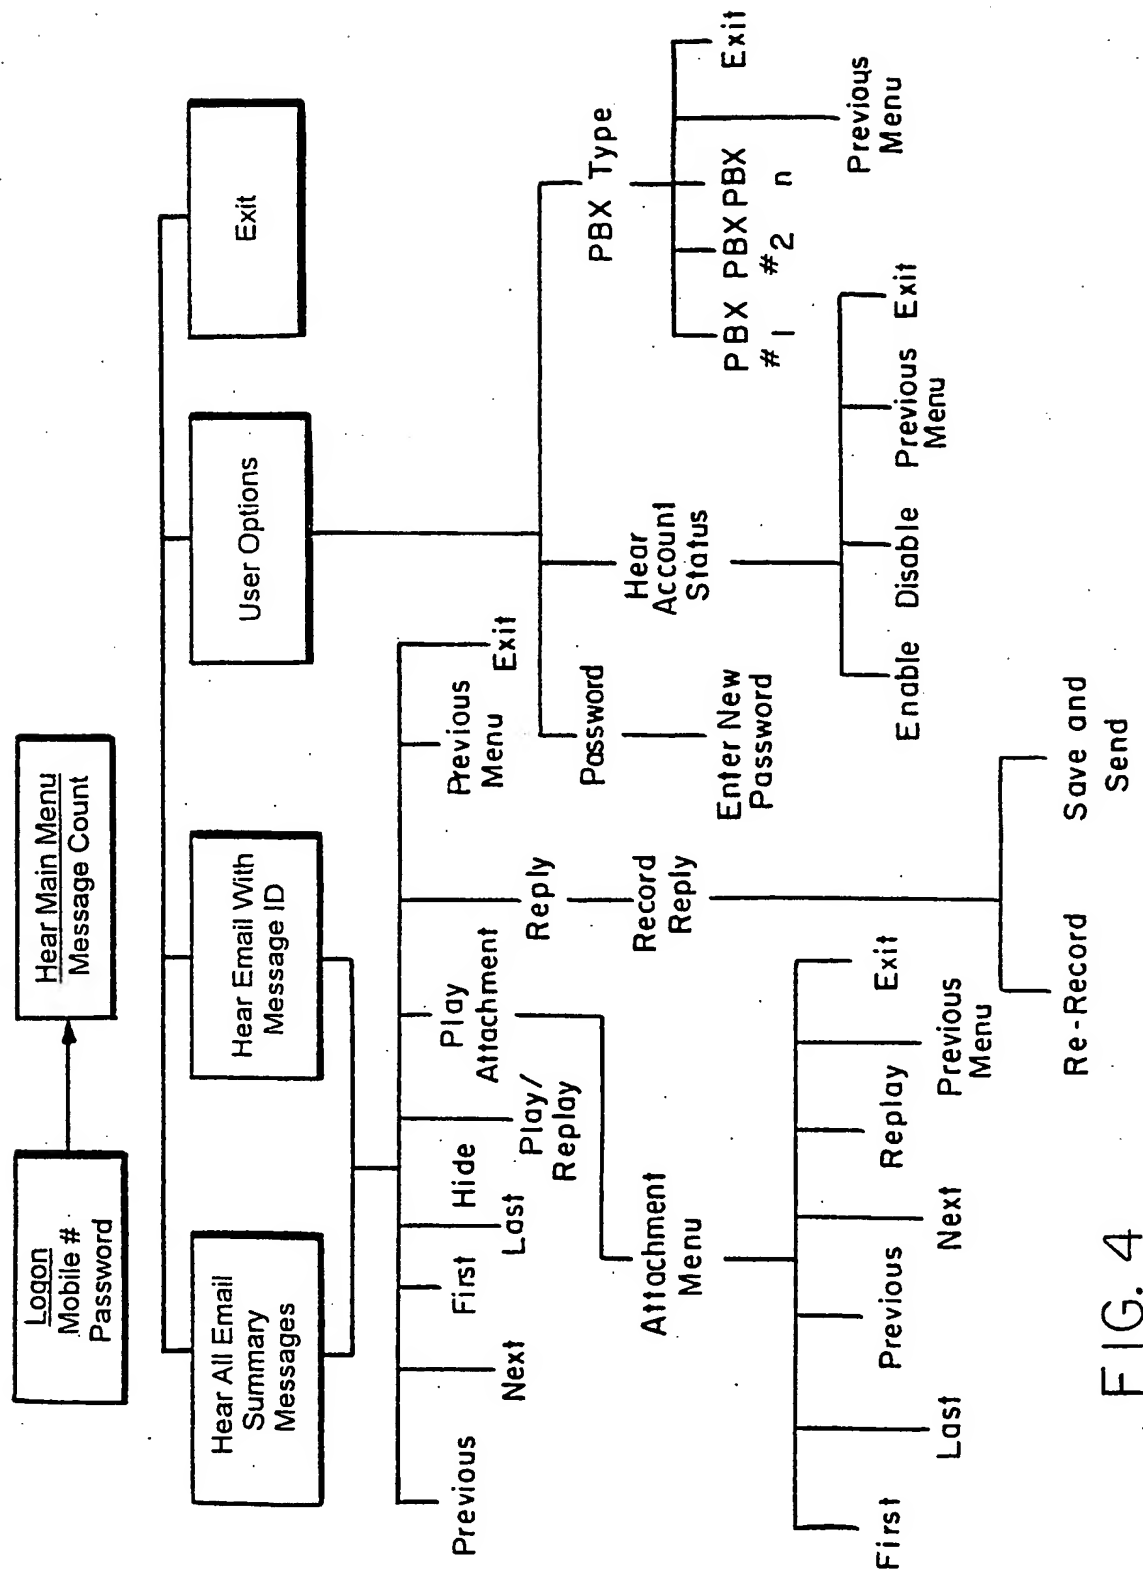 Logon
Mobile #
Password
Hear Main Menu
Message Count
Hear All Email
Summary
Messages
Hear Email With
Message ID
User Options
Exit
Previous
Next
First
Last
Hide
Play/
Replay
Play
Attachment
Reply
Previous
Menu
Exit
Record
Reply
Re-Record
Save and
Send
Attachment
Menu
First
Last
Previous
Next
Replay
Previous
Menu
Exit
Password
Enter New
Password
Hear
Account
Status
Enable
Disable
Previous
Menu
Exit
PBX Type
PBX
#1
PBX
#2
PBX
n
Previous
Menu
Exit
FIG. 4